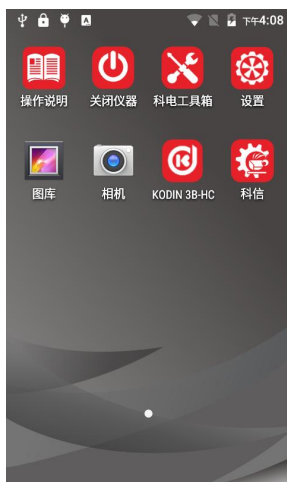 下午4:08
操作说明 关闭仪器 科电工具箱 设置
图库 相机 KODIN 3B-HC 科信